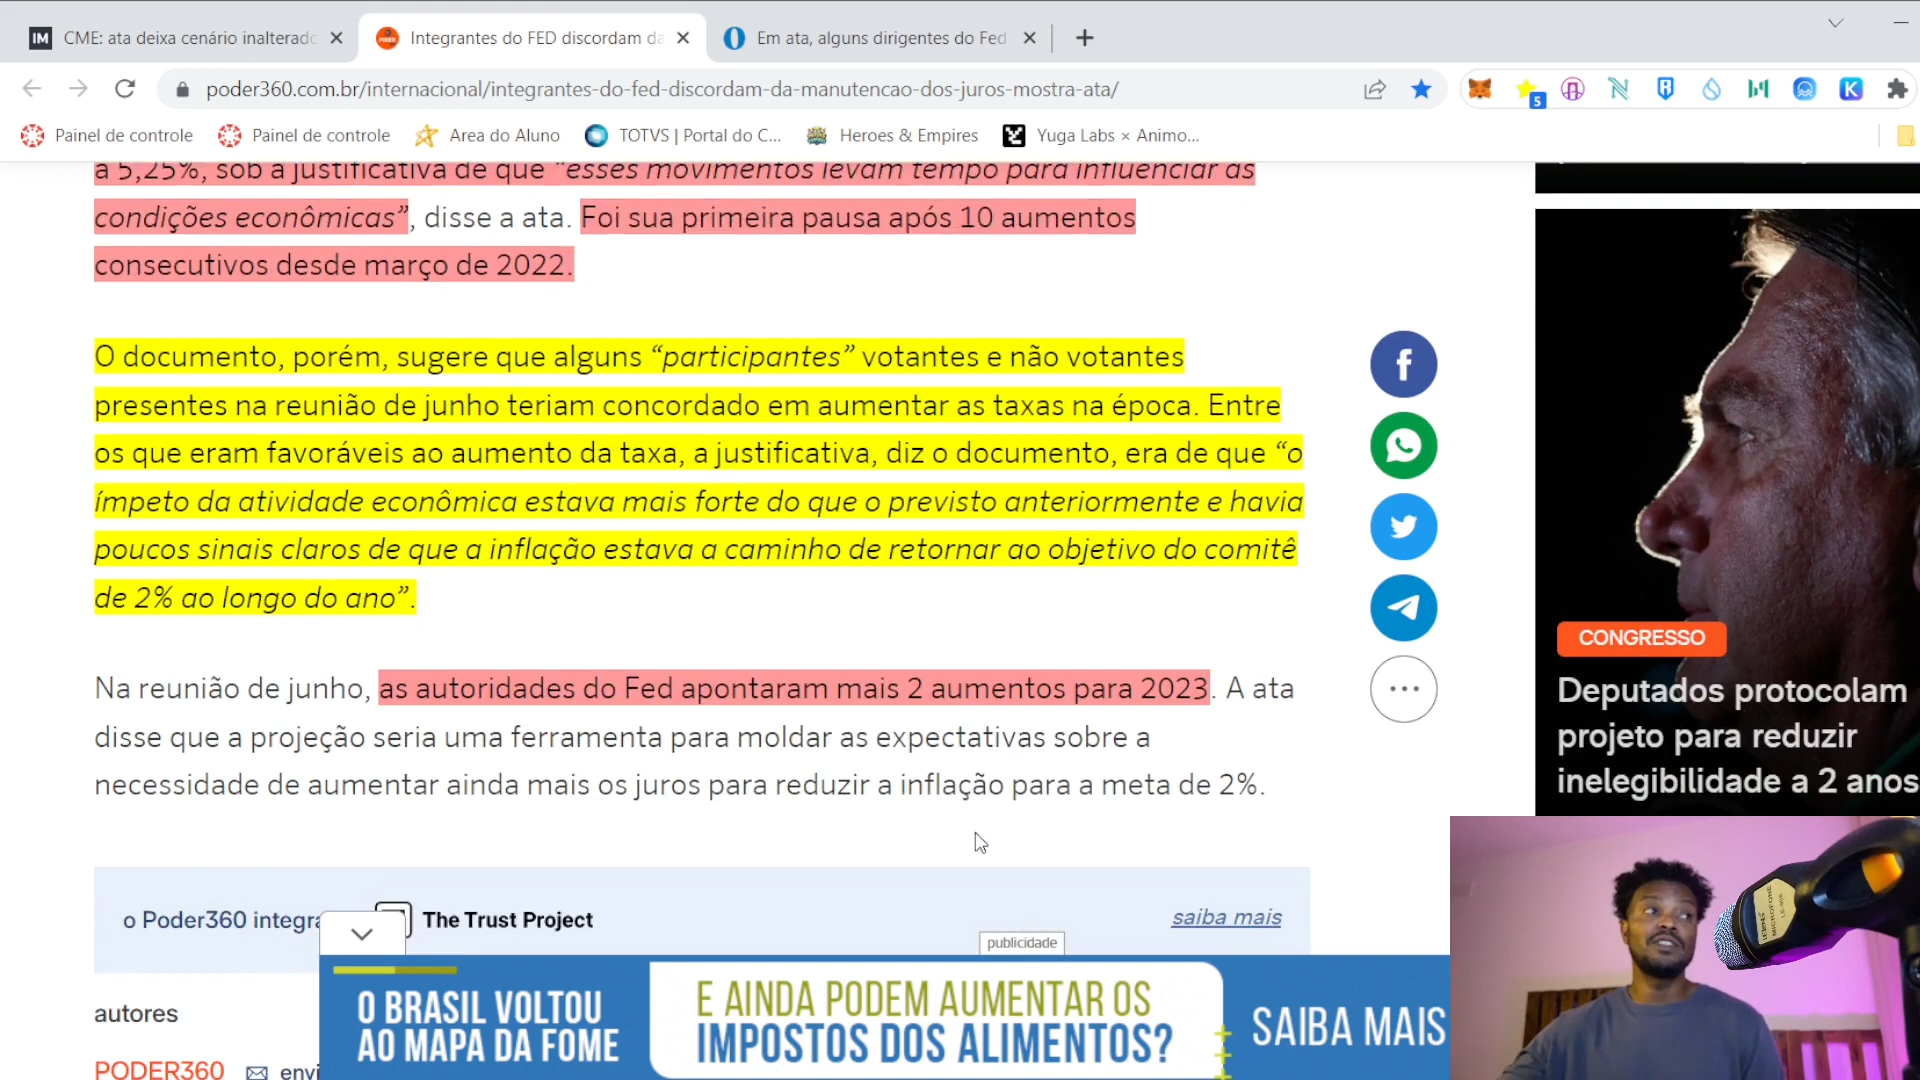 IM CME: ata deixa cenário inalterado
Integrantes do FED discordam da
Em ata, alguns dirigentes do Fed
poder360.com.br/internacional/integrantes-do-fed-discordam-da-manutencao-dos-juros-mostra-ata/
5
Painel de controle
Painel de controle
Area do Aluno
TOTVS | Portal do C...
Heroes & Empires
Yuga Labs × Animo...
a 5,25%, sob a justificativa de que “esses movimentos levam tempo para influenciar as
condições econômicas”, disse a ata. Foi sua primeira pausa após 10 aumentos
consecutivos desde março de 2022.
O documento, porém, sugere que alguns “participantes” votantes e não votantes
presentes na reunião de junho teriam concordado em aumentar as taxas na época. Entre
os que eram favoráveis ao aumento da taxa, a justificativa, diz o documento, era de que “o
ímpeto da atividade econômica estava mais forte do que o previsto anteriormente e havia
poucos sinais claros de que a inflação estava a caminho de retornar ao objetivo do comitê
de 2% ao longo do ano”.
Na reunião de junho, as autoridades do Fed apontaram mais 2 aumentos para 2023. A ata
disse que a projeção seria uma ferramenta para moldar as expectativas sobre a
necessidade de aumentar ainda mais os juros para reduzir a inflação para a meta de 2%.
CONGRESSO
Deputados protocolam
projeto para reduzir
inelegibilidade a 2 anos
o Poder360 integra
The Trust Project
saiba mais
publicidade
O BRASIL VOLTOU
AO MAPA DA FOME
E AINDA PODEM AUMENTAR OS
IMPOSTOS DOS ALIMENTOS?
SAIBA MAIS
autores
PODER360
envi
MICROFONE